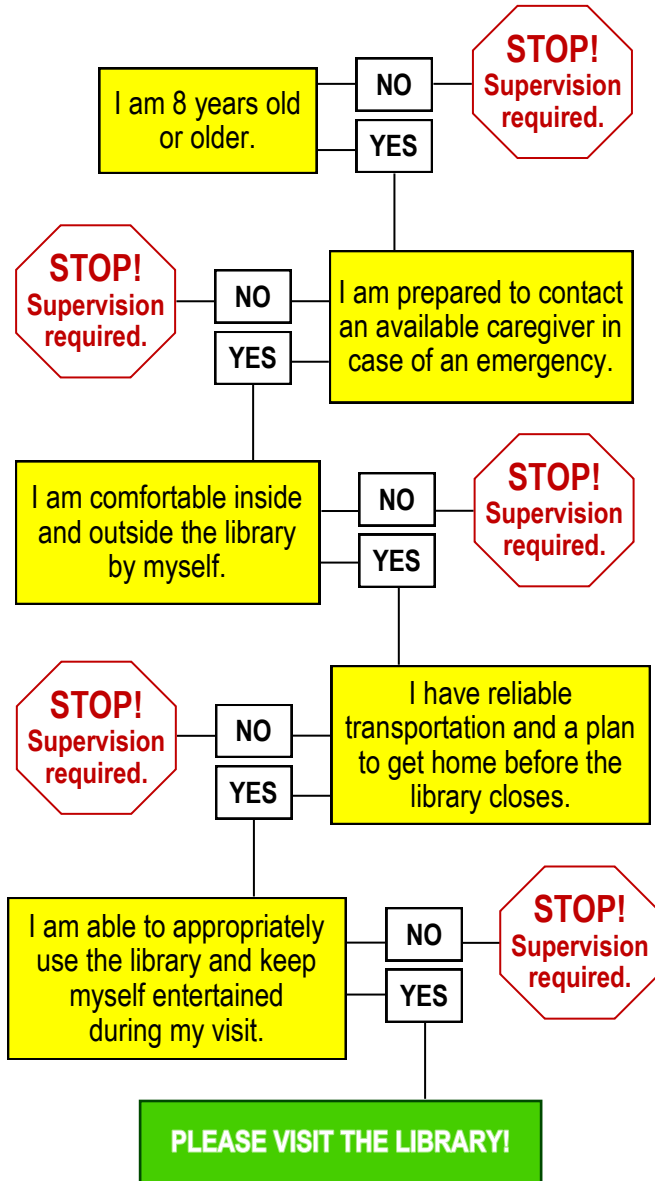 I am 8 years old
or older.
NO
STOP!
Supervision
required.
YES
I am prepared to contact
an available caregiver in
case of an emergency.
NO
STOP!
Supervision
required.
YES
I am comfortable inside
and outside the library
by myself.
NO
STOP!
Supervision
required.
YES
I have reliable
transportation and a plan
to get home before the
library closes.
NO
STOP!
Supervision
required.
YES
I am able to appropriately
use the library and keep
myself entertained
during my visit.
NO
STOP!
Supervision
required.
YES
PLEASE VISIT THE LIBRARY!